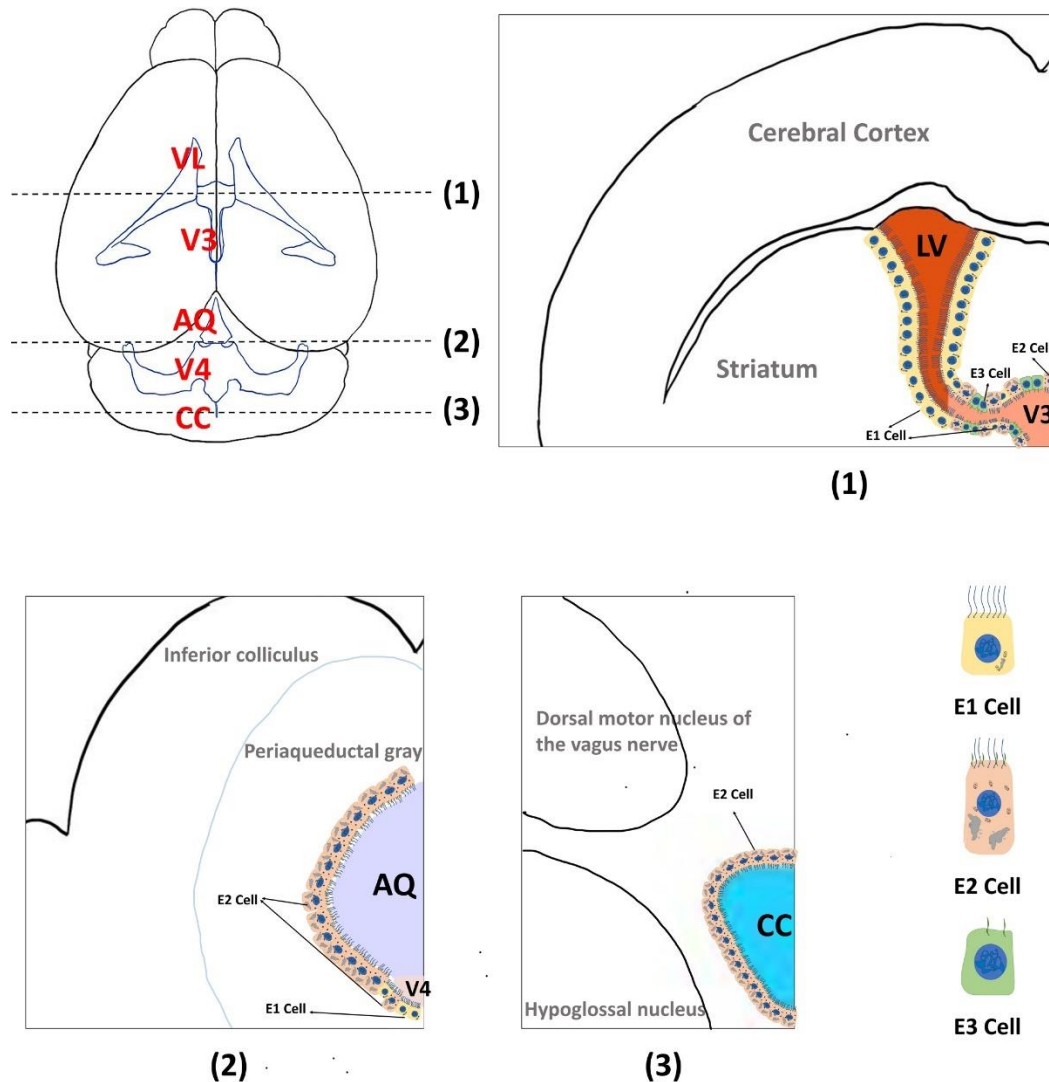 VL
(1)
V3
AQ
(2)
V4
(3)
CC
Cerebral Cortex
LV
Striatum
E2 Cell
E3 Cell
V3
E1 Cell
(1)
Inferior colliculus
Periaqueductal gray
AQ
E2 Cell
V4
E1 Cell
(2)
Dorsal motor nucleus of
the vagus nerve
E2 Cell
CC
Hypoglossal nucleus
(3)
E1 Cell
E2 Cell
E3 Cell